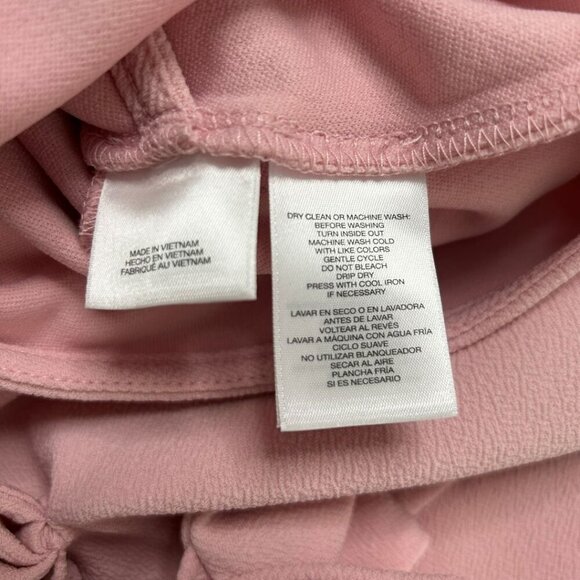 MADE IN VIETNAM
HECHO EN VIETNAM
FABRIQUÉ AU VIETNAM
DRY CLEAN OR MACHINE WASH:
BEFORE WASHING
TURN INSIDE OUT
MACHINE WASH COLD
WITH LIKE COLORS
GENTLE CYCLE
DO NOT BLEACH
DRIP DRY
PRESS WITH COOL IRON
IF NECESSARY
LAVAR EN SECO O EN LAVADORA
ANTES DE LAVAR
VOLTEAR AL REVÉS
LAVAR A MÁQUINA CON AGUA FRÍA
CICLO SUAVE
NO UTILIZAR BLANQUEADOR
SECAR AL AIRE
PLANCHA FRÍA
SI ES NECESARIO